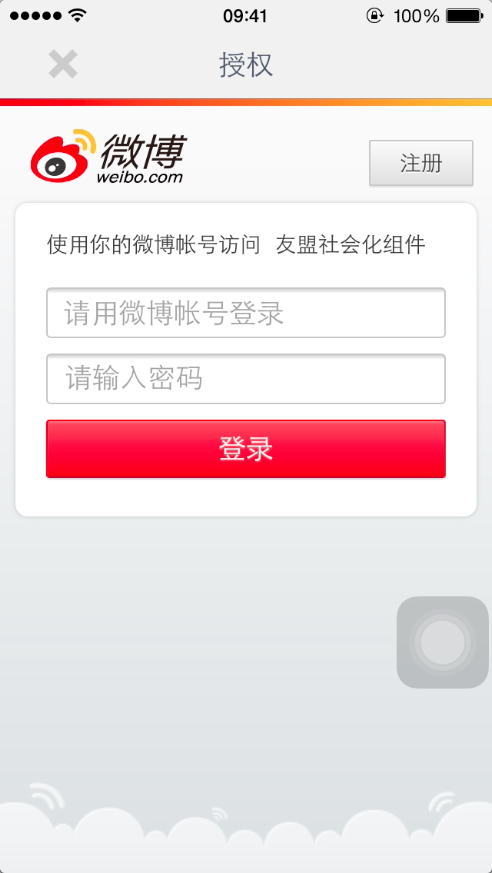 09:41
100%
授权
微博
weibo.com
注册
使用你的微博帐号访问 友盟社会化组件
请用微博帐号登录
请输入密码
登录